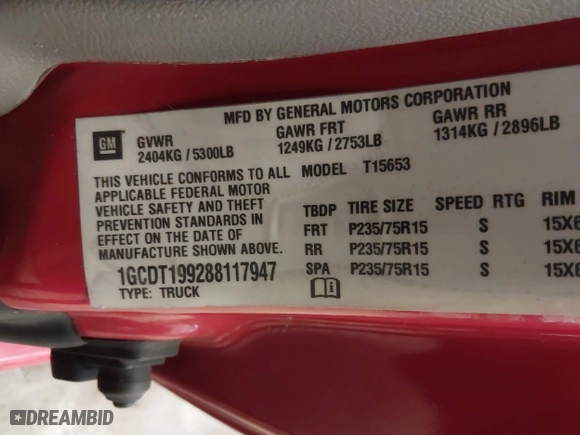 MFD BY GENERAL MOTORS CORPORATION
GM
GVWR GAWR FRT GAWR RR
2404KG / 5300LB 1249KG / 2753LB 1314KG / 2896LB
THIS VEHICLE CONFORMS TO ALL MODEL T15653
APPLICABLE FEDERAL MOTOR
VEHICLE SAFETY AND THEFT
PREVENTION STANDARDS IN
EFFECT ON THE DATE OF
MANUFACTURE SHOWN ABOVE.
TBDP TIRE SIZE SPEED RTG RIM
FRT P235/75R15 S 15X6
RR P235/75R15 S 15X6
SPA P235/75R15 S 15X6
1GCDT199288117947
TYPE: TRUCK
DREAMBID